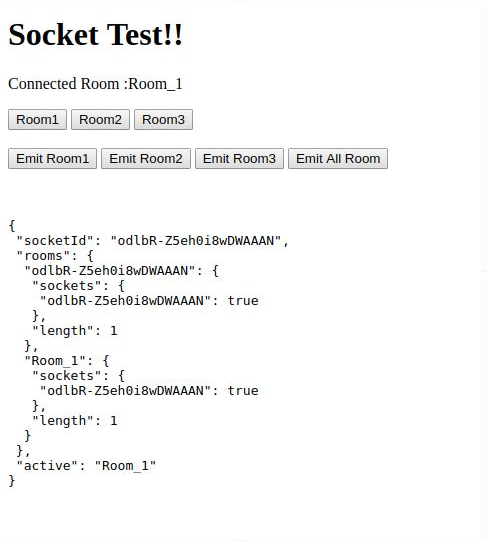 Socket Test!!
Connected Room :Room_1
Room1 Room2 Room3
Emit Room1 Emit Room2 Emit Room3 Emit All Room
{
 "socketId": "odlbR-Z5eh0i8wDWAAAN",
 "rooms": {
  "odlbR-Z5eh0i8wDWAAAN": {
   "sockets": {
    "odlbR-Z5eh0i8wDWAAAN": true
   },
   "length": 1
  },
  "Room_1": {
   "sockets": {
    "odlbR-Z5eh0i8wDWAAAN": true
   },
   "length": 1
  }
 },
 "active": "Room_1"
}